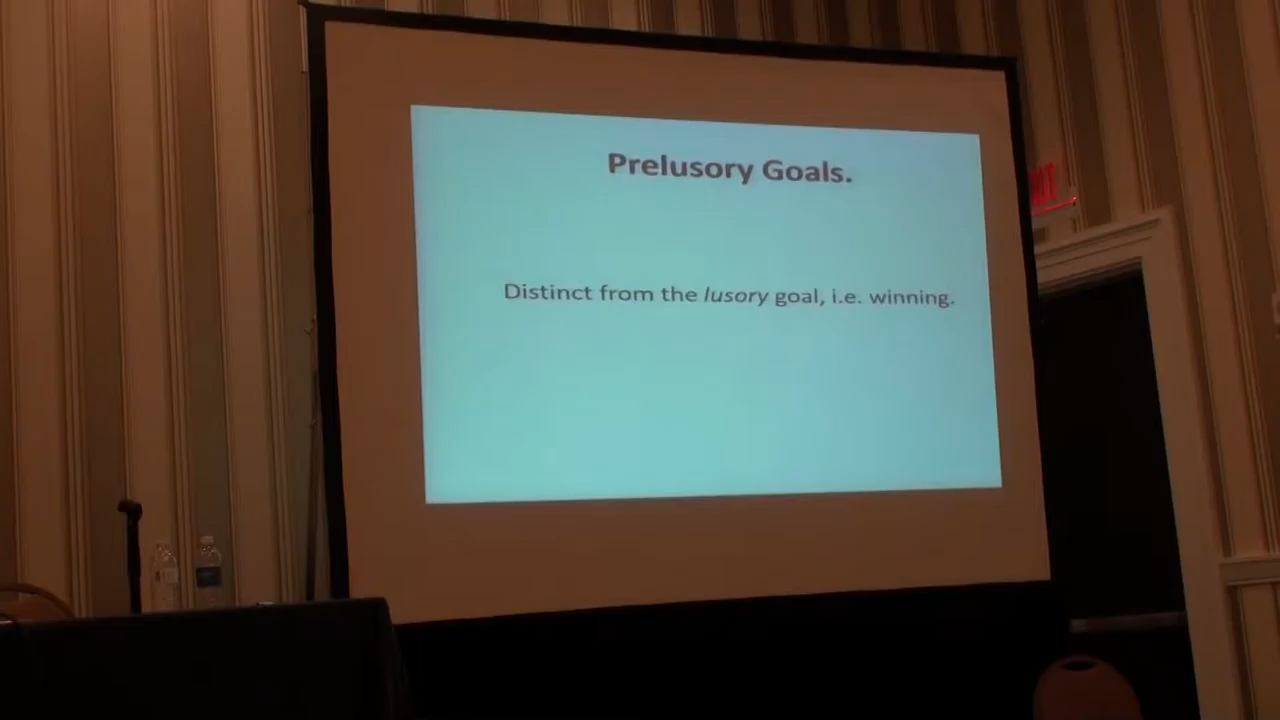 Prelusory Goals.
Distinct from the lusory goal, i.e. winning.